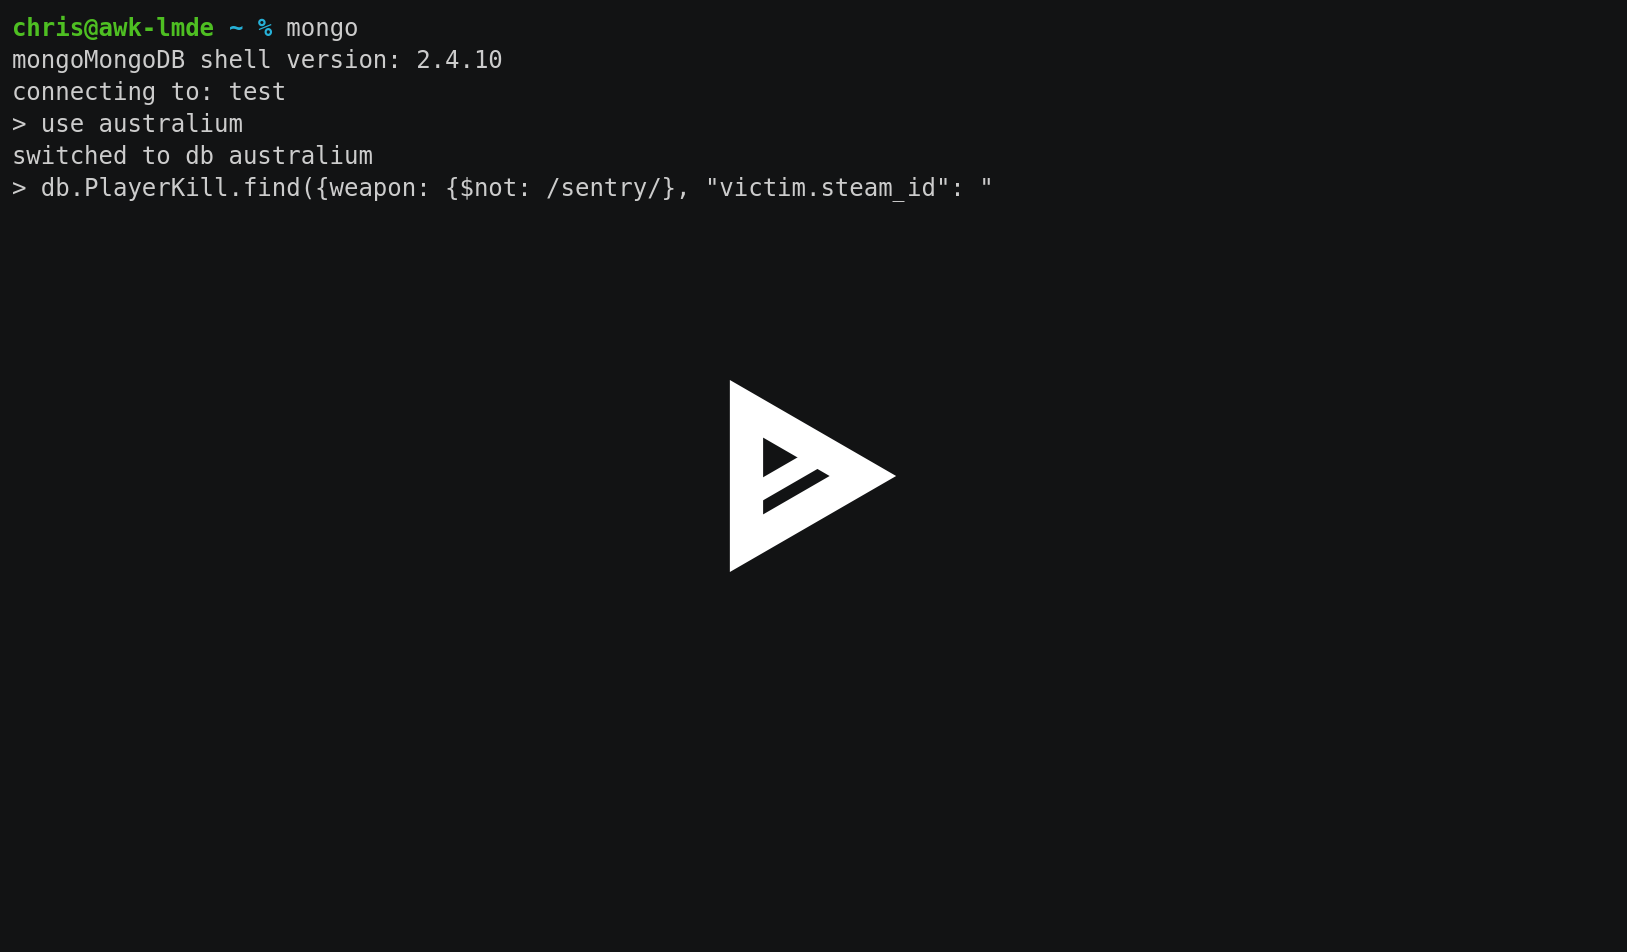 chris@awk-lmde ~ % mongo
mongoMongoDB shell version: 2.4.10
connecting to: test
> use australium
switched to db australium
> db.PlayerKill.find({weapon: {$not: /sentry/}, "victim.steam_id": "